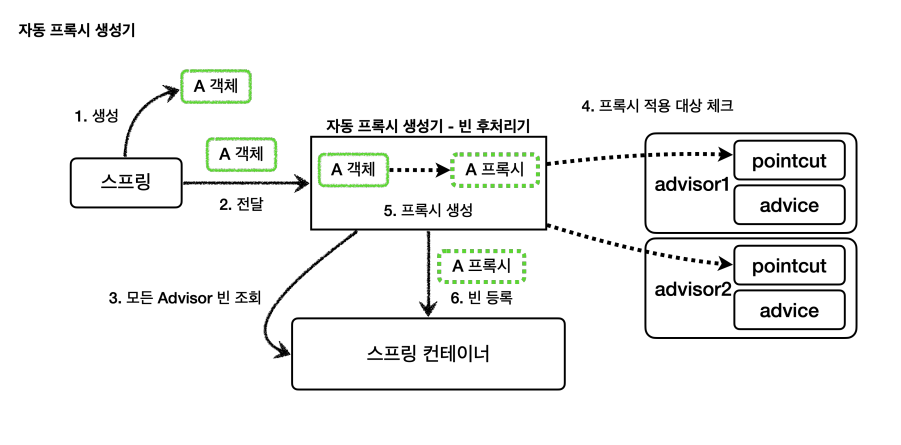 자동 프록시 생성기
A 객체
1. 생성
스프링
A 객체
2. 전달
자동 프록시 생성기 - 빈 후처리기
A 객체
A 프록시
5. 프록시 생성
4. 프록시 적용 대상 체크
advisor1
pointcut
advice
advisor2
pointcut
advice
3. 모든 Advisor 빈 조회
A 프록시
6. 빈 등록
스프링 컨테이너